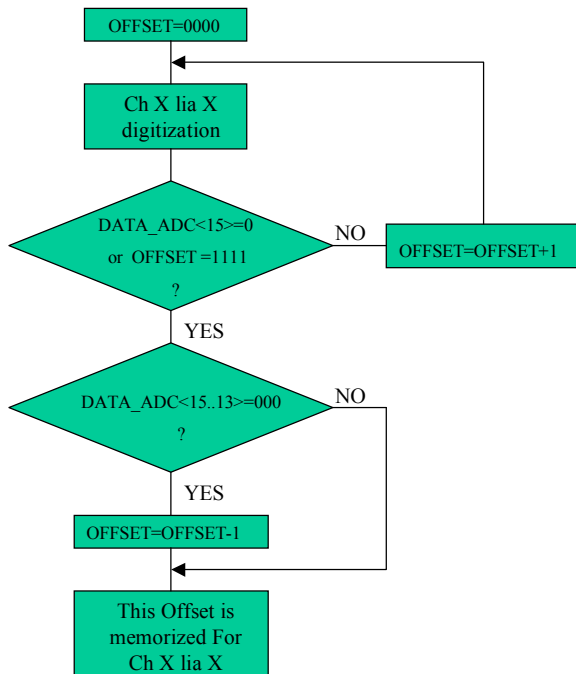 OFFSET=0000
Ch X lia X
digitization
DATA_ADC<15>=0
or OFFSET =1111
?
NO
OFFSET=OFFSET+1
YES
DATA_ADC<15..13>=000
?
NO
YES
OFFSET=OFFSET-1
This Offset is
memorized For
Ch X lia X